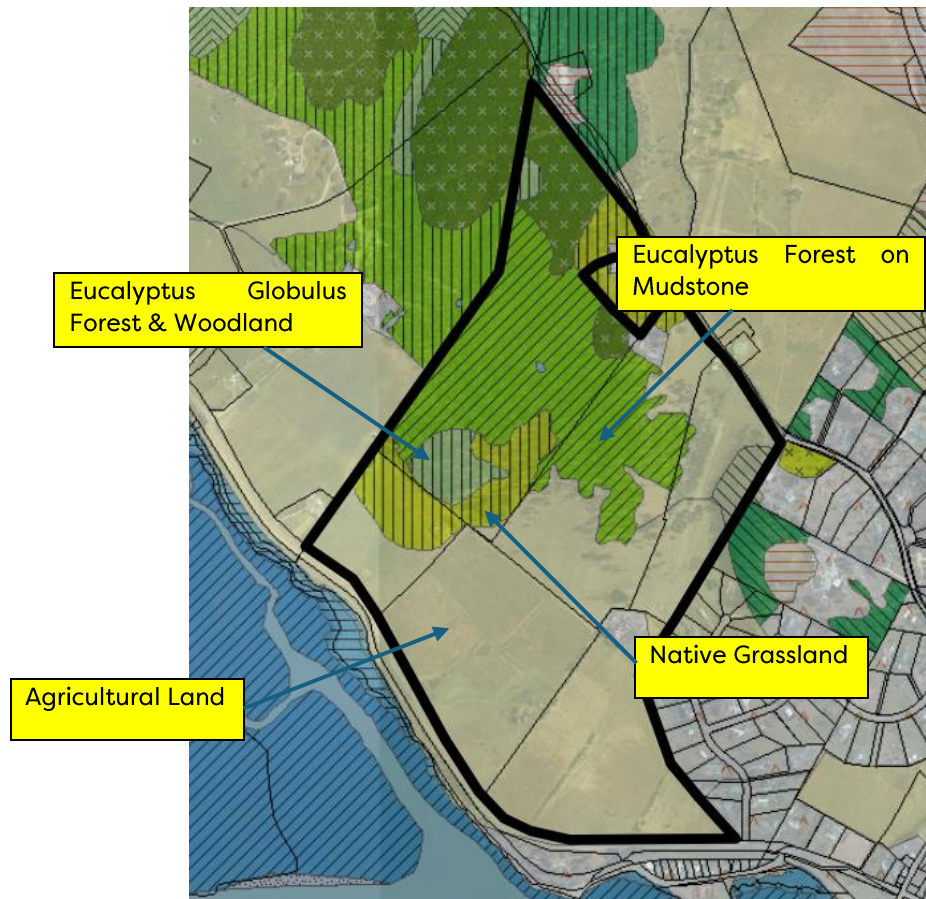 Eucalyptus Forest on
Mudstone
Eucalyptus Globulus
Forest & Woodland
Native Grassland
Agricultural Land